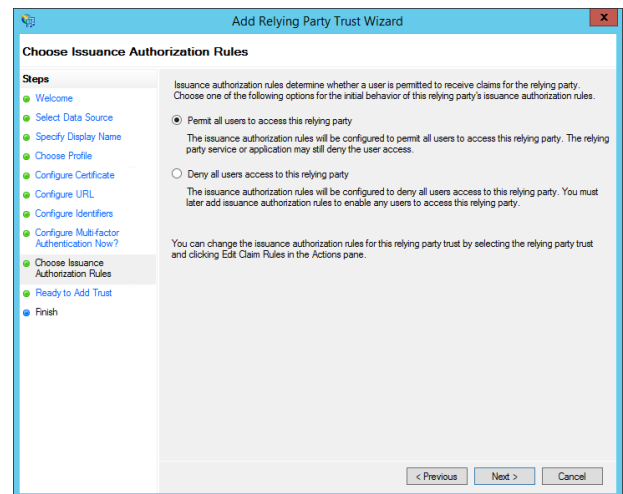 Add Relying Party Trust Wizard
x
Choose Issuance Authorization Rules
Steps
Welcome
Select Data Source
Specify Display Name
Choose Profile
Configure Certificate
Configure URL
Configure Identifiers
Configure Multi-factor
Authentication Now?
Choose Issuance
Authorization Rules
Ready to Add Trust
Finish
Issuance authorization rules determine whether a user is permitted to receive claims for the relying party.
Choose one of the following options for the initial behavior of this relying party's issuance authorization rules.
Permit all users to access this relying party
The issuance authorization rules will be configured to permit all users to access this relying party. The relying
party service or application may still deny the user access.
Deny all users access to this relying party
The issuance authorization rules will be configured to deny all users access to this relying party. You must
later add issuance authorization rules to enable any users to access this relying party.
You can change the issuance authorization rules for this relying party trust by selecting the relying party trust
and clicking Edit Claim Rules in the Actions pane.
< Previous
Next >
Cancel